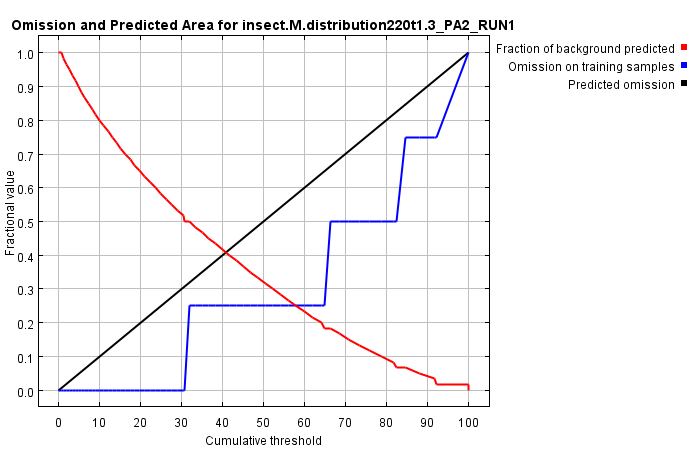 Omission and Predicted Area for insect.M.distribution220t1.3_PA2_RUN1
Fraction of background predicted
Omission on training samples
Predicted omission
Fractional value
1.0
0.9
0.8
0.7
0.6
0.5
0.4
0.3
0.2
0.1
0.0
0 10 20 30 40 50 60 70 80 90 100
Cumulative threshold